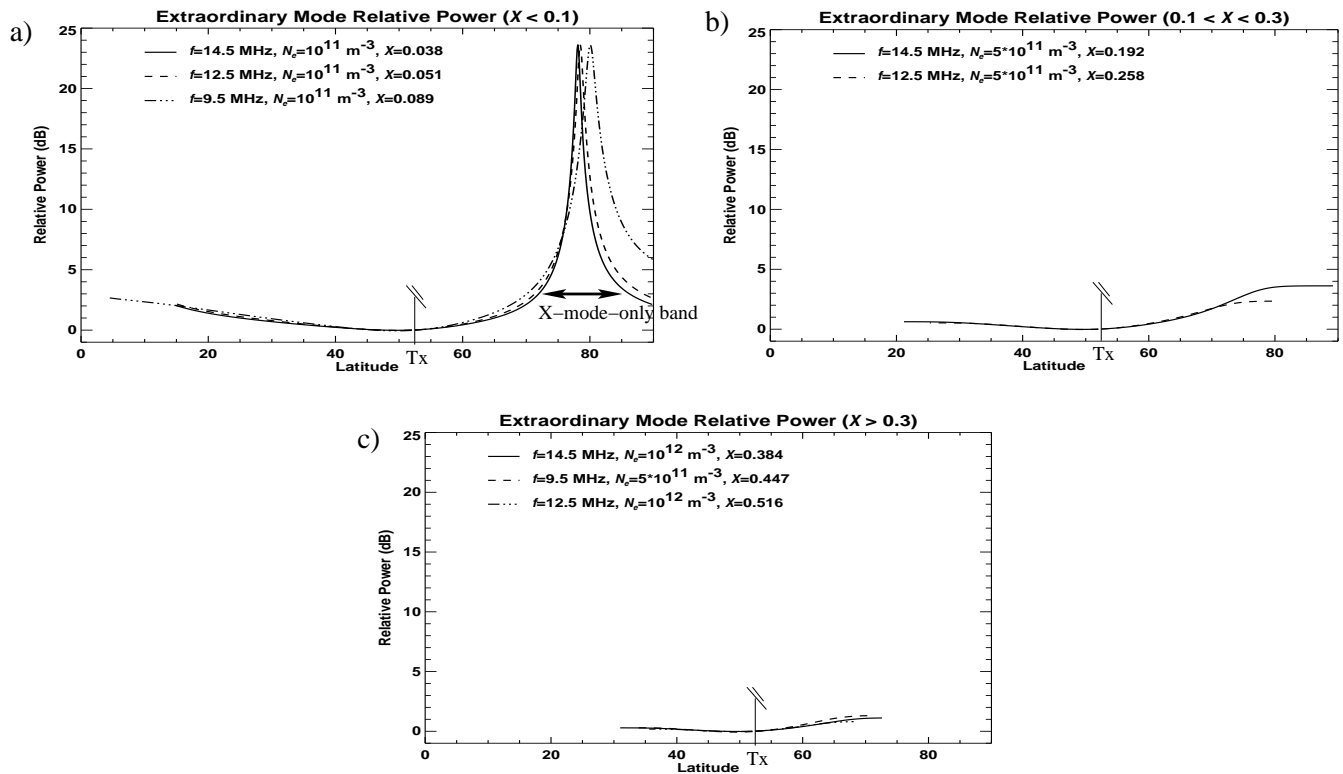 a)
Extraordinary Mode Relative Power (X < 0.1)
f=14.5 MHz, Ne=10^11 m^-3, X=0.038
f=12.5 MHz, Ne=10^11 m^-3, X=0.051
f=9.5 MHz, Ne=10^11 m^-3, X=0.089
Relative Power (dB)
25
20
15
10
5
0
X-mode-only band
0
20
40
60
80
Tx
Latitude
b)
Extraordinary Mode Relative Power (0.1 < X < 0.3)
f=14.5 MHz, Ne=5*10^11 m^-3, X=0.192
f=12.5 MHz, Ne=5*10^11 m^-3, X=0.258
Relative Power (dB)
25
20
15
10
5
0
0
20
40
60
80
Tx
Latitude
c)
Extraordinary Mode Relative Power (X > 0.3)
f=14.5 MHz, Ne=10^12 m^-3, X=0.384
f=9.5 MHz, Ne=5*10^11 m^-3, X=0.447
f=12.5 MHz, Ne=10^12 m^-3, X=0.516
Relative Power (dB)
25
20
15
10
5
0
0
20
40
60
80
Tx
Latitude